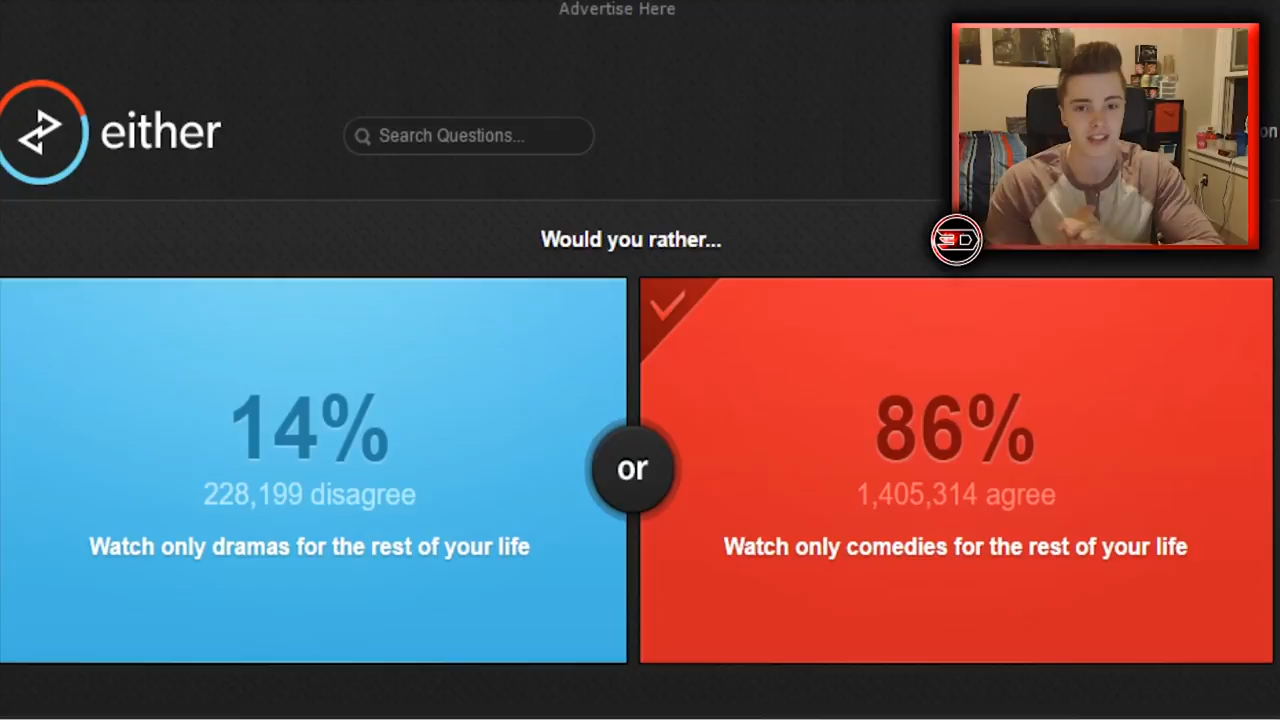 Advertise Here
either
Search Questions...
on
Would you rather...
14%
228,199 disagree
Watch only dramas for the rest of your life
or
86%
1,405,314 agree
Watch only comedies for the rest of your life